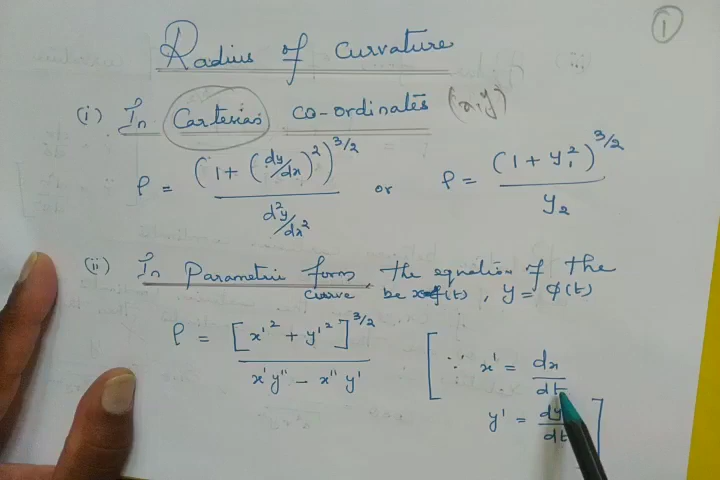 1
Radius of curvature
(i) In Cartesian co-ordinates (x,y)
ρ = (1 + (dy/dx)^2)^3/2 / d²y/dx² or ρ = (1 + y₁²)^3/2 / y₂
(ii) In Parametric form, the equation of the
curve be x=f(t), y = φ(t)
ρ = [x'² + y'²]^3/2 / x'y'' - x''y' [∵ x' = dx/dt
y' = dy/dt]